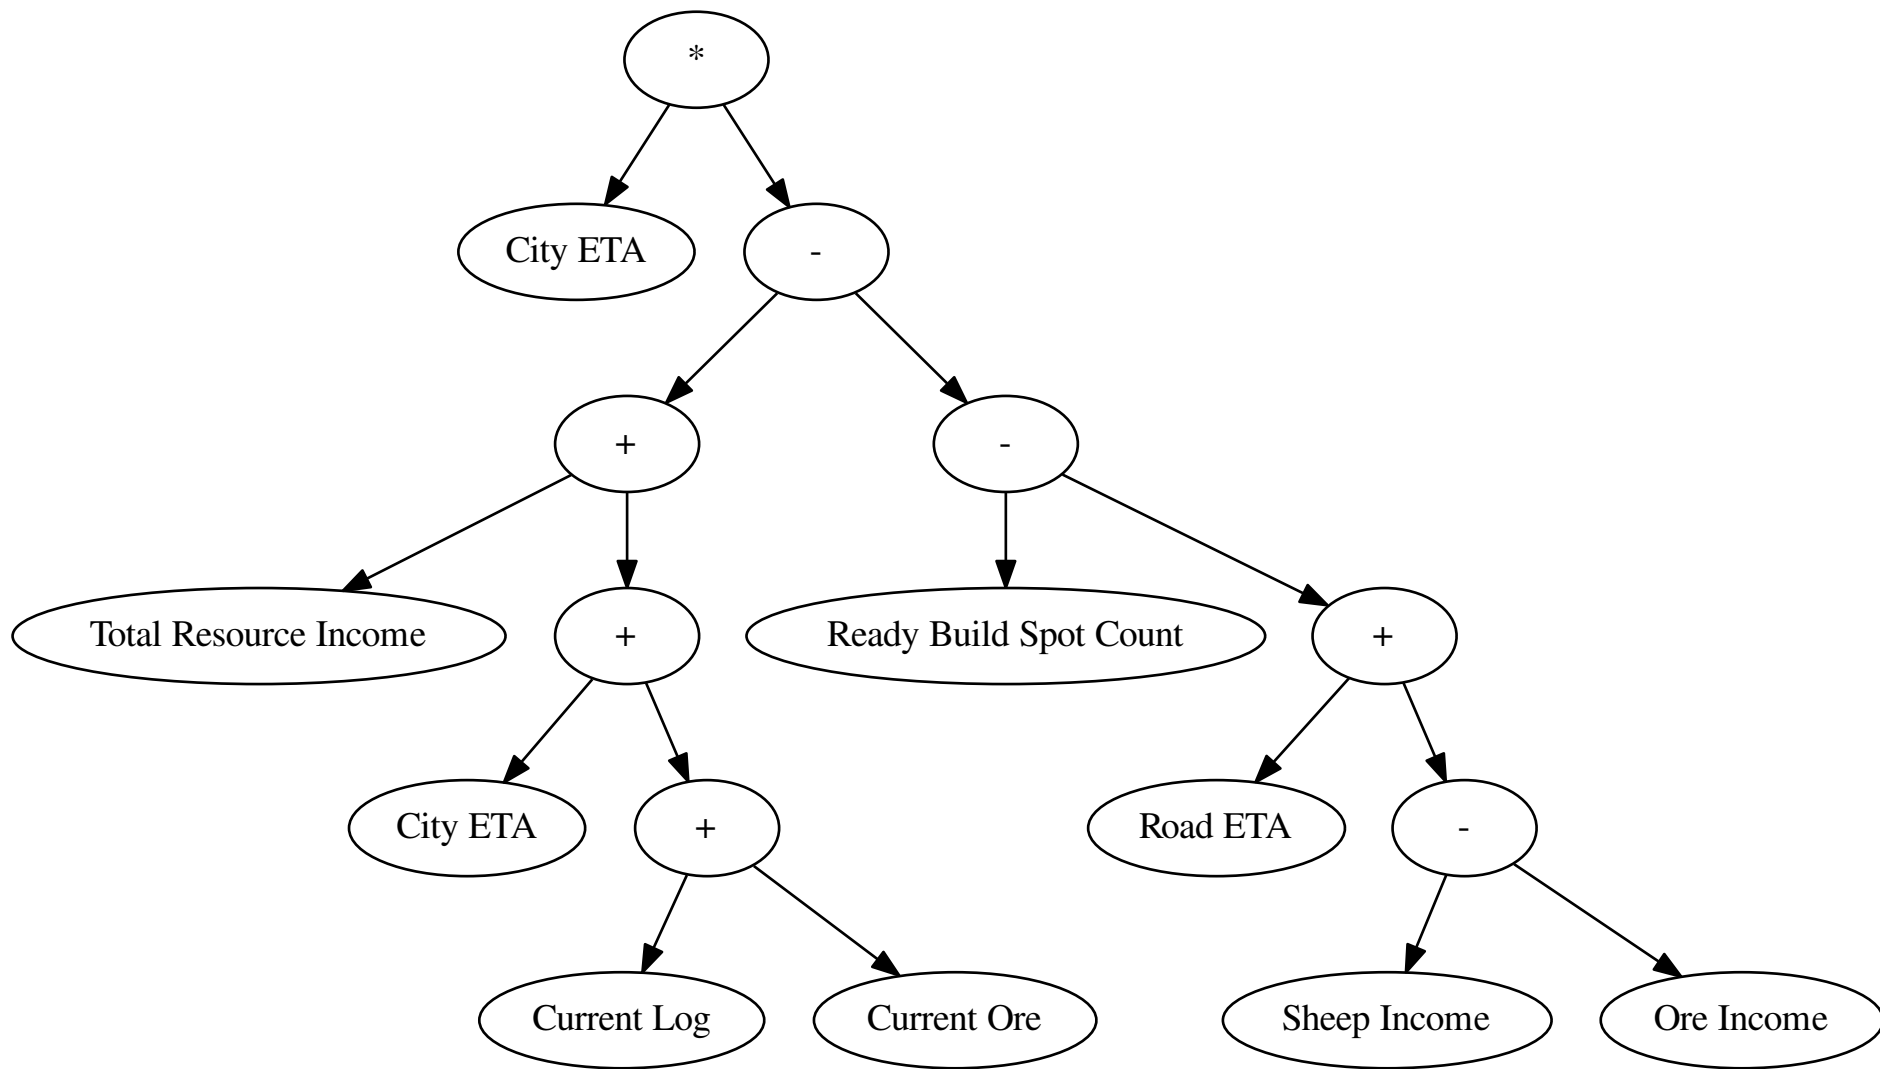 *
City ETA
-
+
-
Total Resource Income
+
Ready Build Spot Count
+
City ETA
+
Road ETA
-
Current Log
Current Ore
Sheep Income
Ore Income